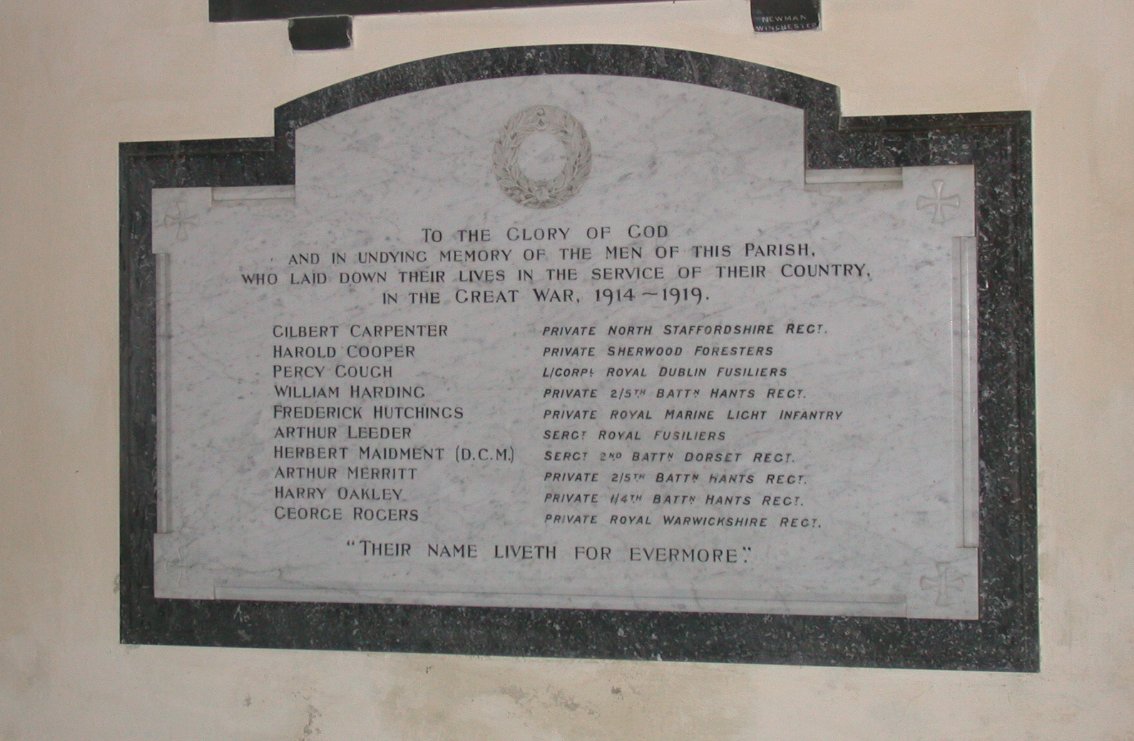 NEWMAN
WINCHESTER
TO THE GLORY OF GOD
AND IN UNDYING MEMORY OF THE MEN OF THIS PARISH,
WHO LAID DOWN THEIR LIVES IN THE SERVICE OF THEIR COUNTRY,
IN THE GREAT WAR, 1914~1919.
GILBERT CARPENTER PRIVATE NORTH STAFFORDSHIRE REGT.
HAROLD COOPER PRIVATE SHERWOOD FORESTERS
PERCY GOUGH L/CORPL ROYAL DUBLIN FUSILIERS
WILLIAM HARDING PRIVATE 2/5TH BATTN HANTS REGT.
FREDERICK HUTCHINGS PRIVATE ROYAL MARINE LIGHT INFANTRY
ARTHUR LEEDER SERGT ROYAL FUSILIERS
HERBERT MAIDMENT (D.C.M.) SERGT 2ND BATTN DORSET REGT.
ARTHUR MERRITT PRIVATE 2/5TH BATTN HANTS REGT.
HARRY OAKLEY PRIVATE 1/4TH BATTN HANTS REGT.
GEORGE ROGERS PRIVATE ROYAL WARWICKSHIRE REGT.
"THEIR NAME LIVETH FOR EVERMORE".